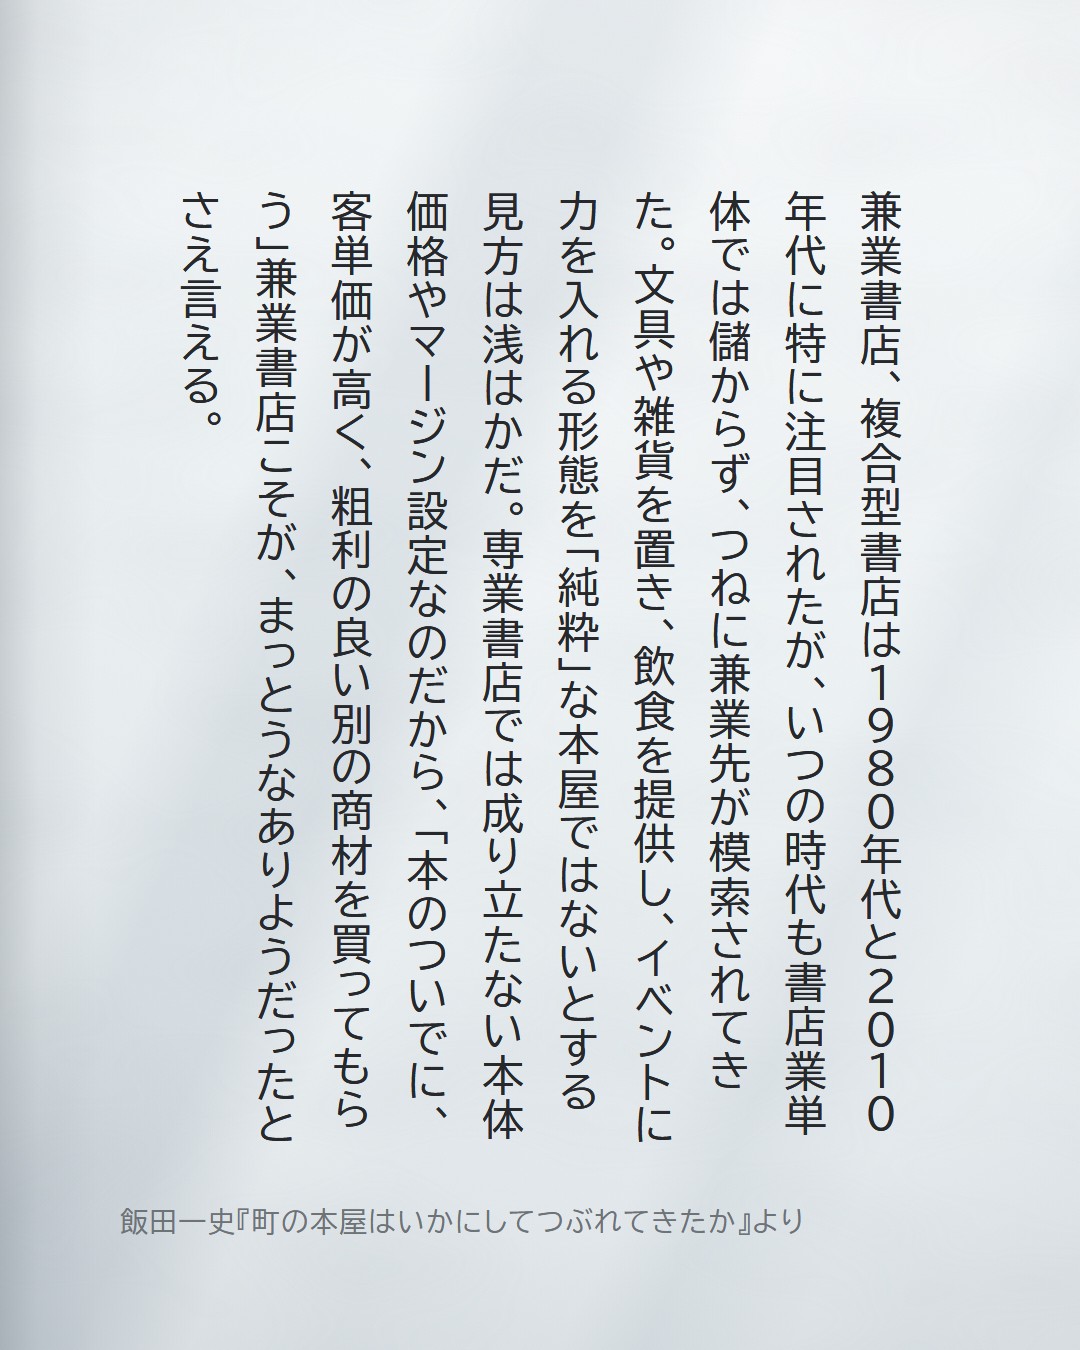 兼業書店、複合型書店は１９８０年代と２０１０
年代に特に注目されたが、いつの時代も書店業単
体では儲からず、つねに兼業先が模索されてき
た。文具や雑貨を置き、飲食を提供し、イベントに
力を入れる形態を「純粋」な本屋ではないとする
見方は浅はかだ。専業書店では成り立たない本体
価格やマージン設定なのだから、「本のついでに、
客単価が高く、粗利の良い別の商材を買ってもら
う」兼業書店こそが、まっとうなありようだったと
さえ言える。
飯田一史『町の本屋はいかにしてつぶれてきたか』より